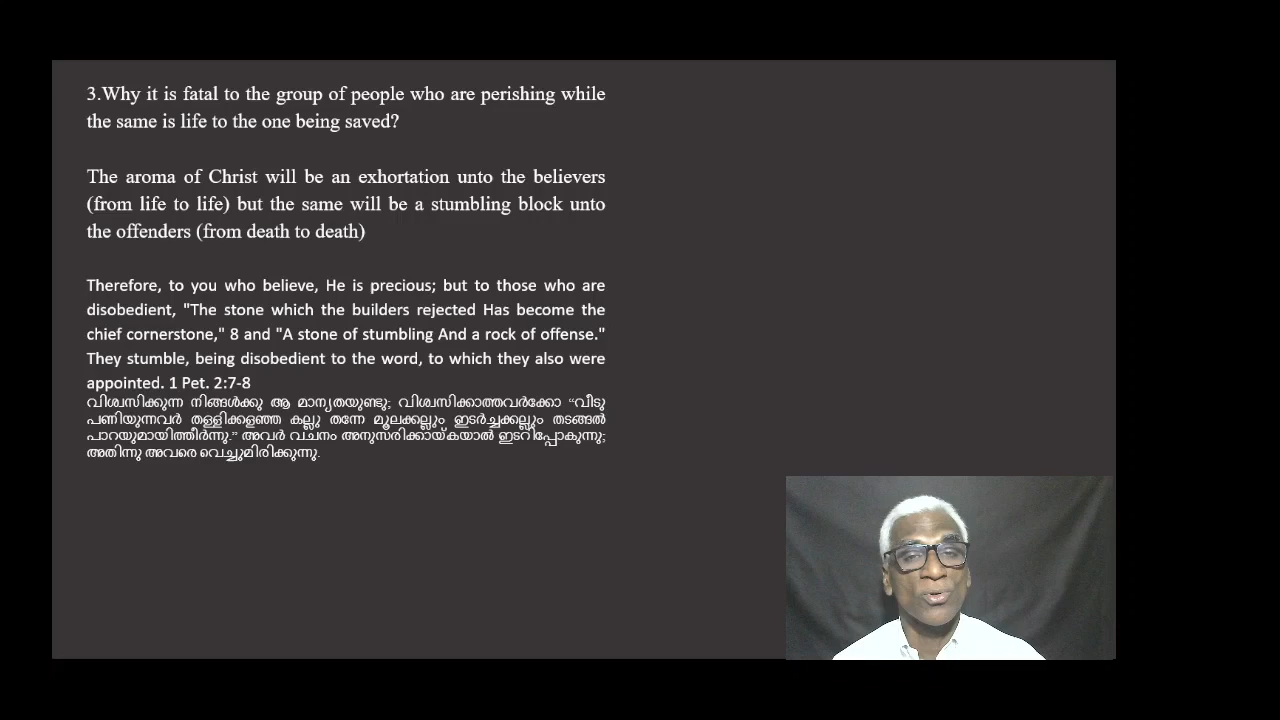 3.Why it is fatal to the group of people who are perishing while
the same is life to the one being saved?
The aroma of Christ will be an exhortation unto the believers
(from life to life) but the same will be a stumbling block unto
the offenders (from death to death)
Therefore, to you who believe, He is precious; but to those who are
disobedient, "The stone which the builders rejected Has become the
chief cornerstone," 8 and "A stone of stumbling And a rock of offense."
They stumble, being disobedient to the word, to which they also were
appointed. 1 Pet. 2:7-8
വിശ്വസിക്കുന്ന നിങ്ങൾക്കു ആ മാന്യതയുണ്ടു; വിശ്വസിക്കാത്തവർക്കോ “വീടു
പണിയുന്നവർ തള്ളിക്കളഞ്ഞ കല്ലു തന്നേ മൂലക്കല്ലും ഇടർച്ചക്കല്ലും തടങ്ങൽ
പാറയുമായിത്തീർന്നു.” അവർ വചനം അനുസരിക്കായ്കയാൽ ഇടറിപ്പോകുന്നു;
അതിന്നു അവരെ വെച്ചുമിരിക്കുന്നു.